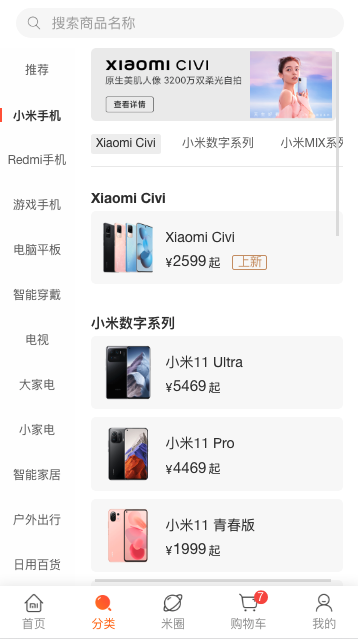 搜索商品名称
推荐
小米手机
Redmi手机
游戏手机
电脑平板
智能穿戴
电视
大家电
小家电
智能家居
户外出行
日用百货
XIAOMI CIVI
原生美肌人像 3200万双柔光自拍
查看详情
Xiaomi Civi 小米数字系列 小米MIX系列
Xiaomi Civi
Xiaomi Civi
¥2599起 上新
小米数字系列
小米11 Ultra
¥5469起
小米11 Pro
¥4469起
小米11 青春版
¥1999起
7
首页 分类 米圈 购物车 我的